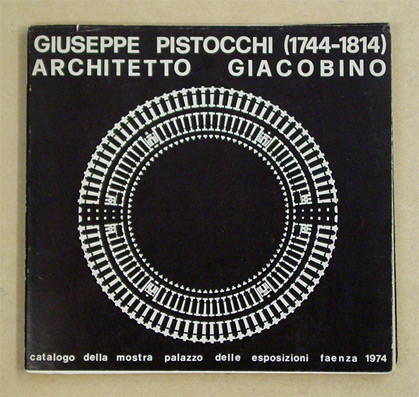 GIUSEPPE PISTOCCHI (1744-1814)
ARCHITETTO GIACOBINO
catalogo della mostra palazzo delle esposizioni faenza 1974